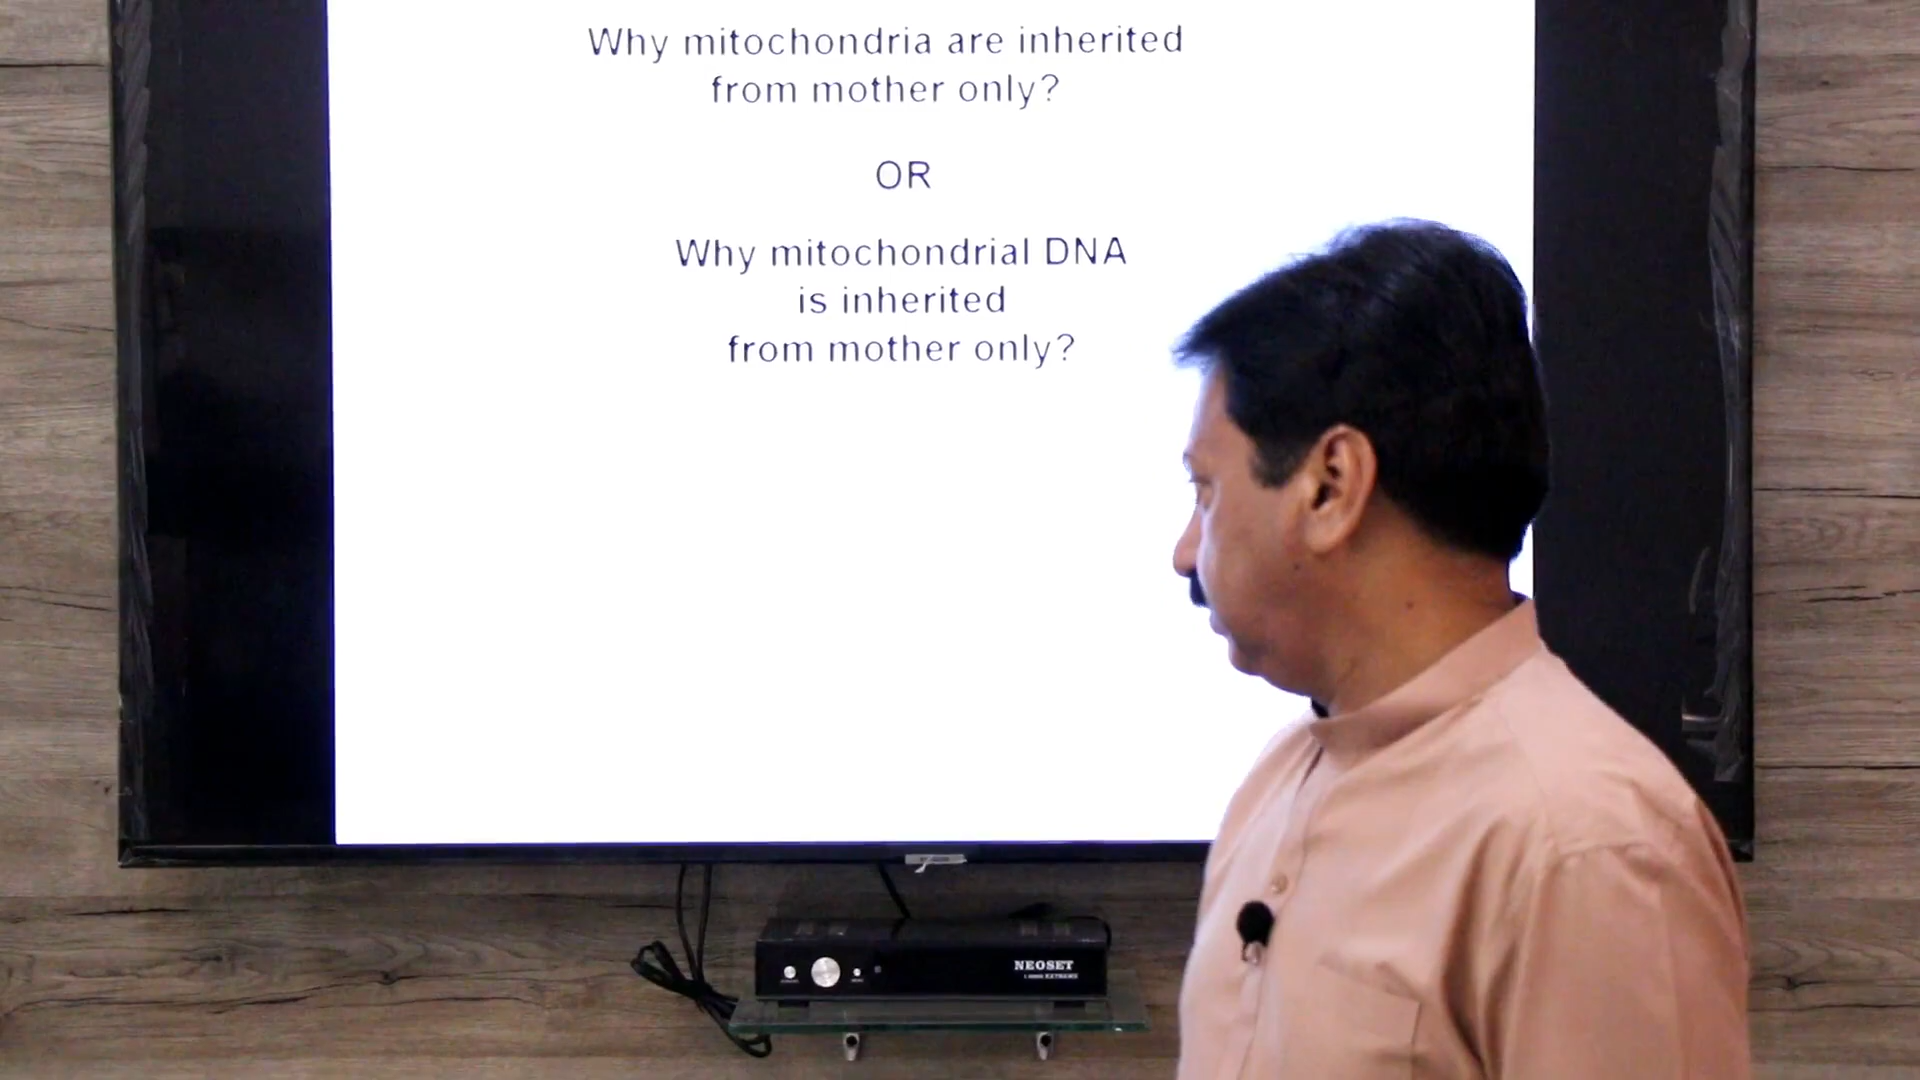 Why mitochondria are inherited
from mother only?
OR
Why mitochondrial DNA
is inherited
from mother only?
NEOSET